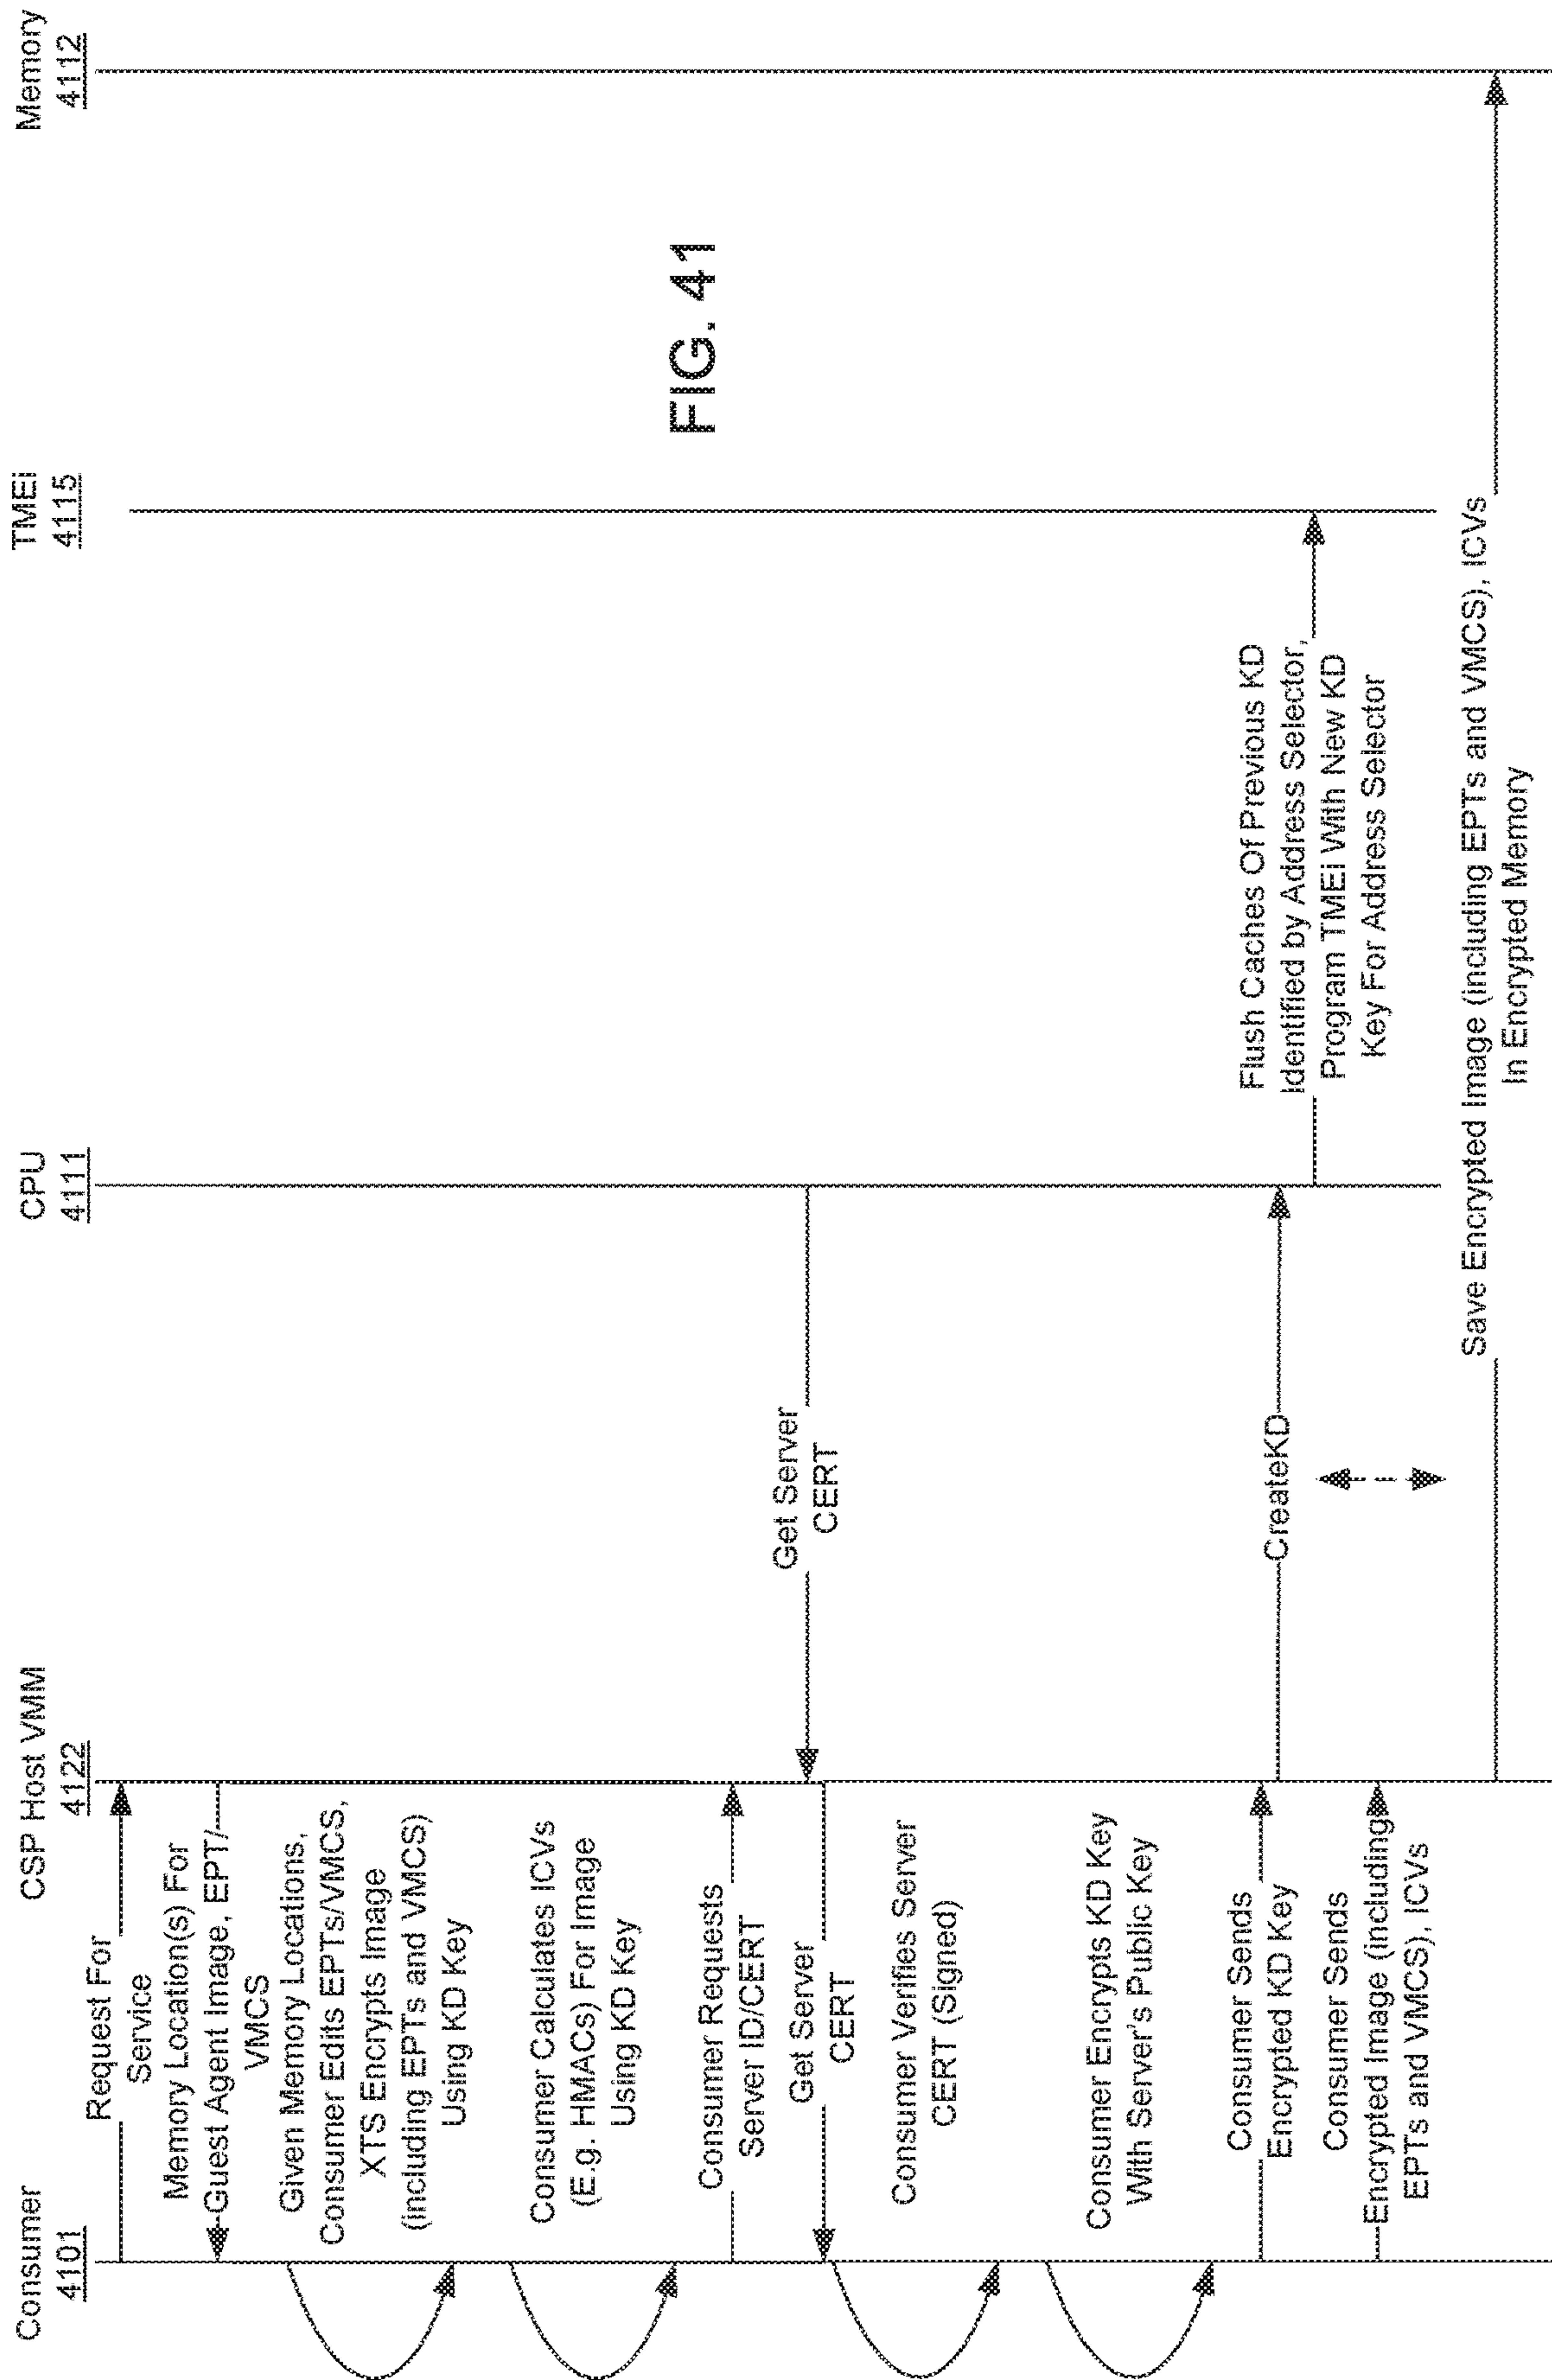 Consumer
4101
CSP Host VMM
4122
CPU
4111
TMEi
4115
Memory
4112
Request For
Service
Memory Location(s) For
Guest Agent Image, EPT/
VMCS
Given Memory Locations,
Consumer Edits EPTs/VMCS,
XTS Encrypts Image
(including EPTs and VMCS)
Using KD Key
Consumer Calculates ICVs
(E.g. HMACs) For Image
Using KD Key
Consumer Requests
Server ID/CERT
Get Server
CERT
Get Server
CERT
Consumer Verifies Server
CERT (Signed)
Consumer Encrypts KD Key
With Server's Public Key
Consumer Sends
Encrypted KD Key
CreateKD
Flush Caches Of Previous KD
Identified by Address Selector,
Program TMEi With New KD
Key For Address Selector
Consumer Sends
Encrypted Image (including
EPTs and VMCS), ICVs
Save Encrypted Image (including EPTs and VMCS), ICVs
In Encrypted Memory
FIG. 41